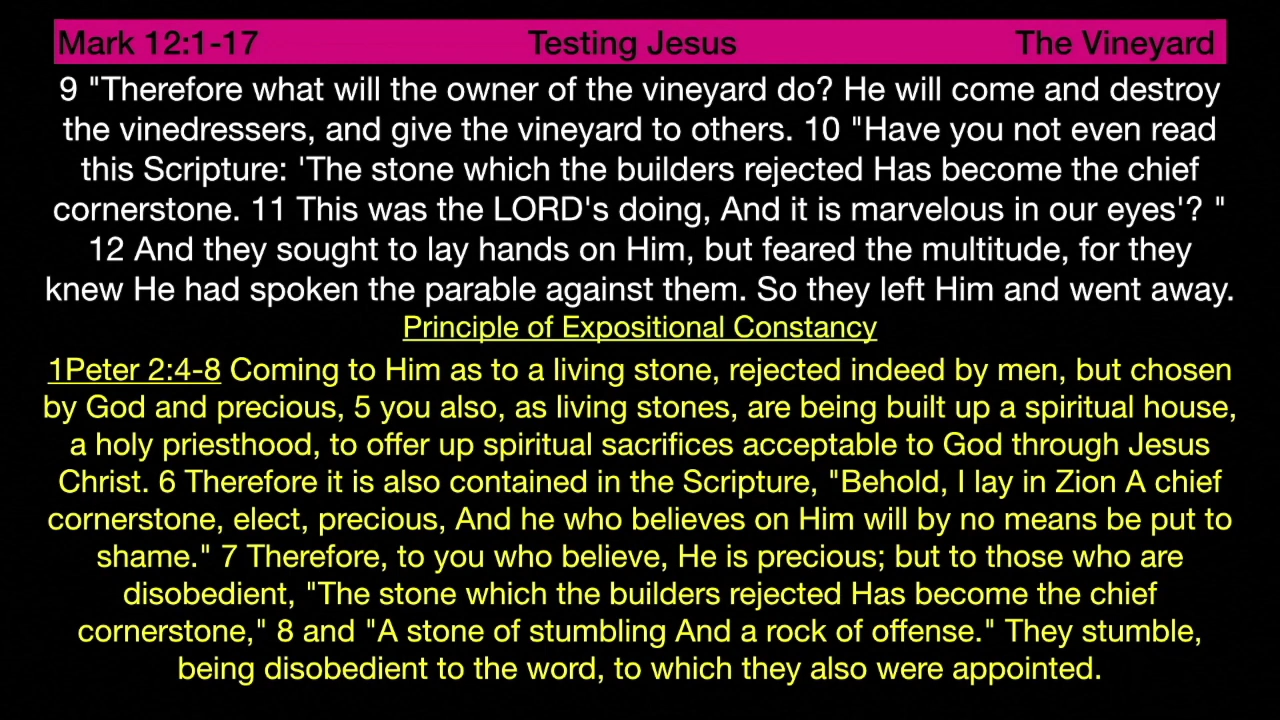 Mark 12:1-17 Testing Jesus The Vineyard
9 "Therefore what will the owner of the vineyard do? He will come and destroy
the vinedressers, and give the vineyard to others. 10 "Have you not even read
this Scripture: 'The stone which the builders rejected Has become the chief
cornerstone. 11 This was the LORD's doing, And it is marvelous in our eyes'? "
12 And they sought to lay hands on Him, but feared the multitude, for they
knew He had spoken the parable against them. So they left Him and went away.
Principle of Expositional Constancy
1Peter 2:4-8 Coming to Him as to a living stone, rejected indeed by men, but chosen
by God and precious, 5 you also, as living stones, are being built up a spiritual house,
a holy priesthood, to offer up spiritual sacrifices acceptable to God through Jesus
Christ. 6 Therefore it is also contained in the Scripture, "Behold, I lay in Zion A chief
cornerstone, elect, precious, And he who believes on Him will by no means be put to
shame." 7 Therefore, to you who believe, He is precious; but to those who are
disobedient, "The stone which the builders rejected Has become the chief
cornerstone," 8 and "A stone of stumbling And a rock of offense." They stumble,
being disobedient to the word, to which they also were appointed.